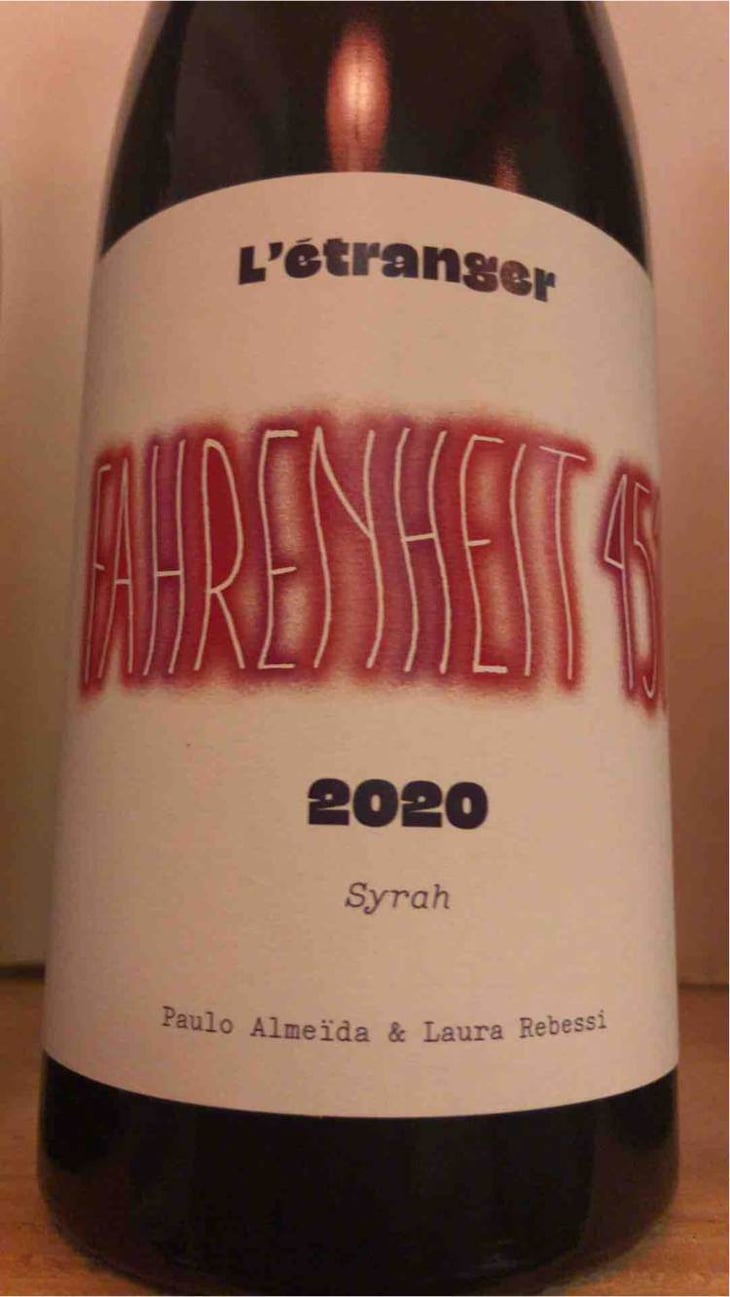 L'étranger
FAHRENHEIT 451
2020
Syrah
Paulo Almeïda & Laura Rebessi